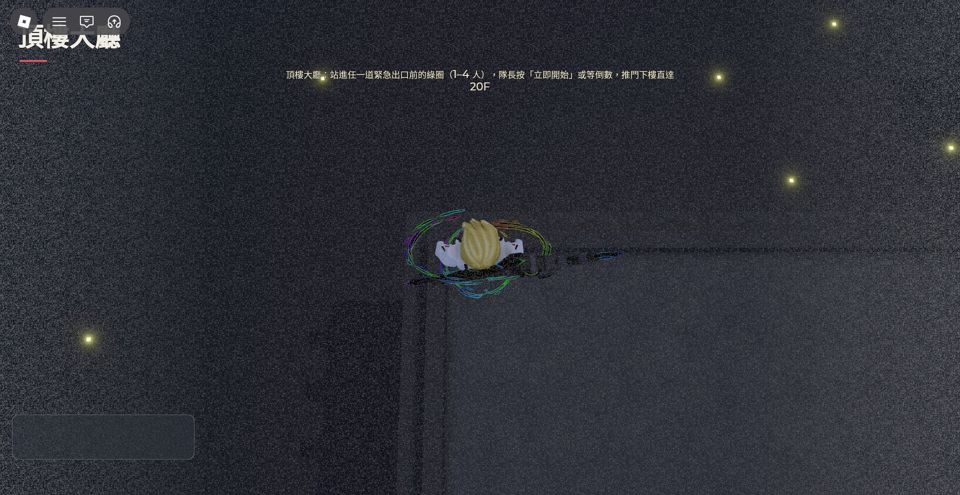 頂樓大廳
頂樓大廳：站進任一道緊急出口前的綠圈（1–4 人），隊長按「立即開始」或等倒數，推門下樓直達
20F